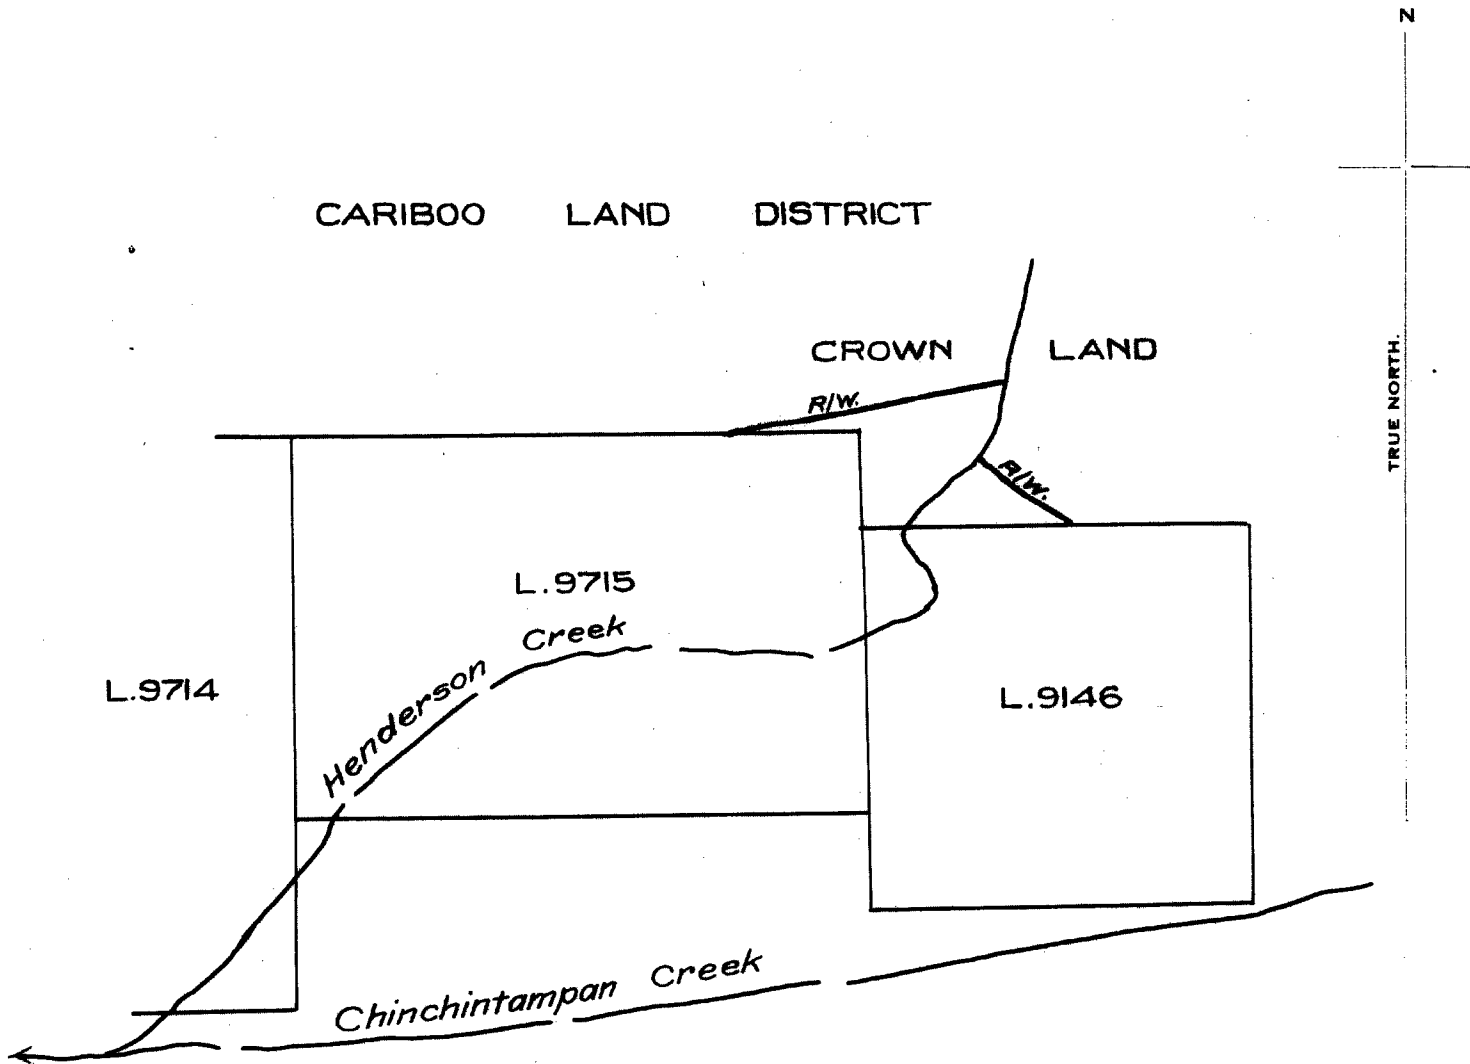 N
CARIBOO LAND DISTRICT
CROWN LAND
TRUE NORTH.
R/W.
R/W.
L.9715
Henderson Creek
L.9714
L.9146
Chinchintampan Creek